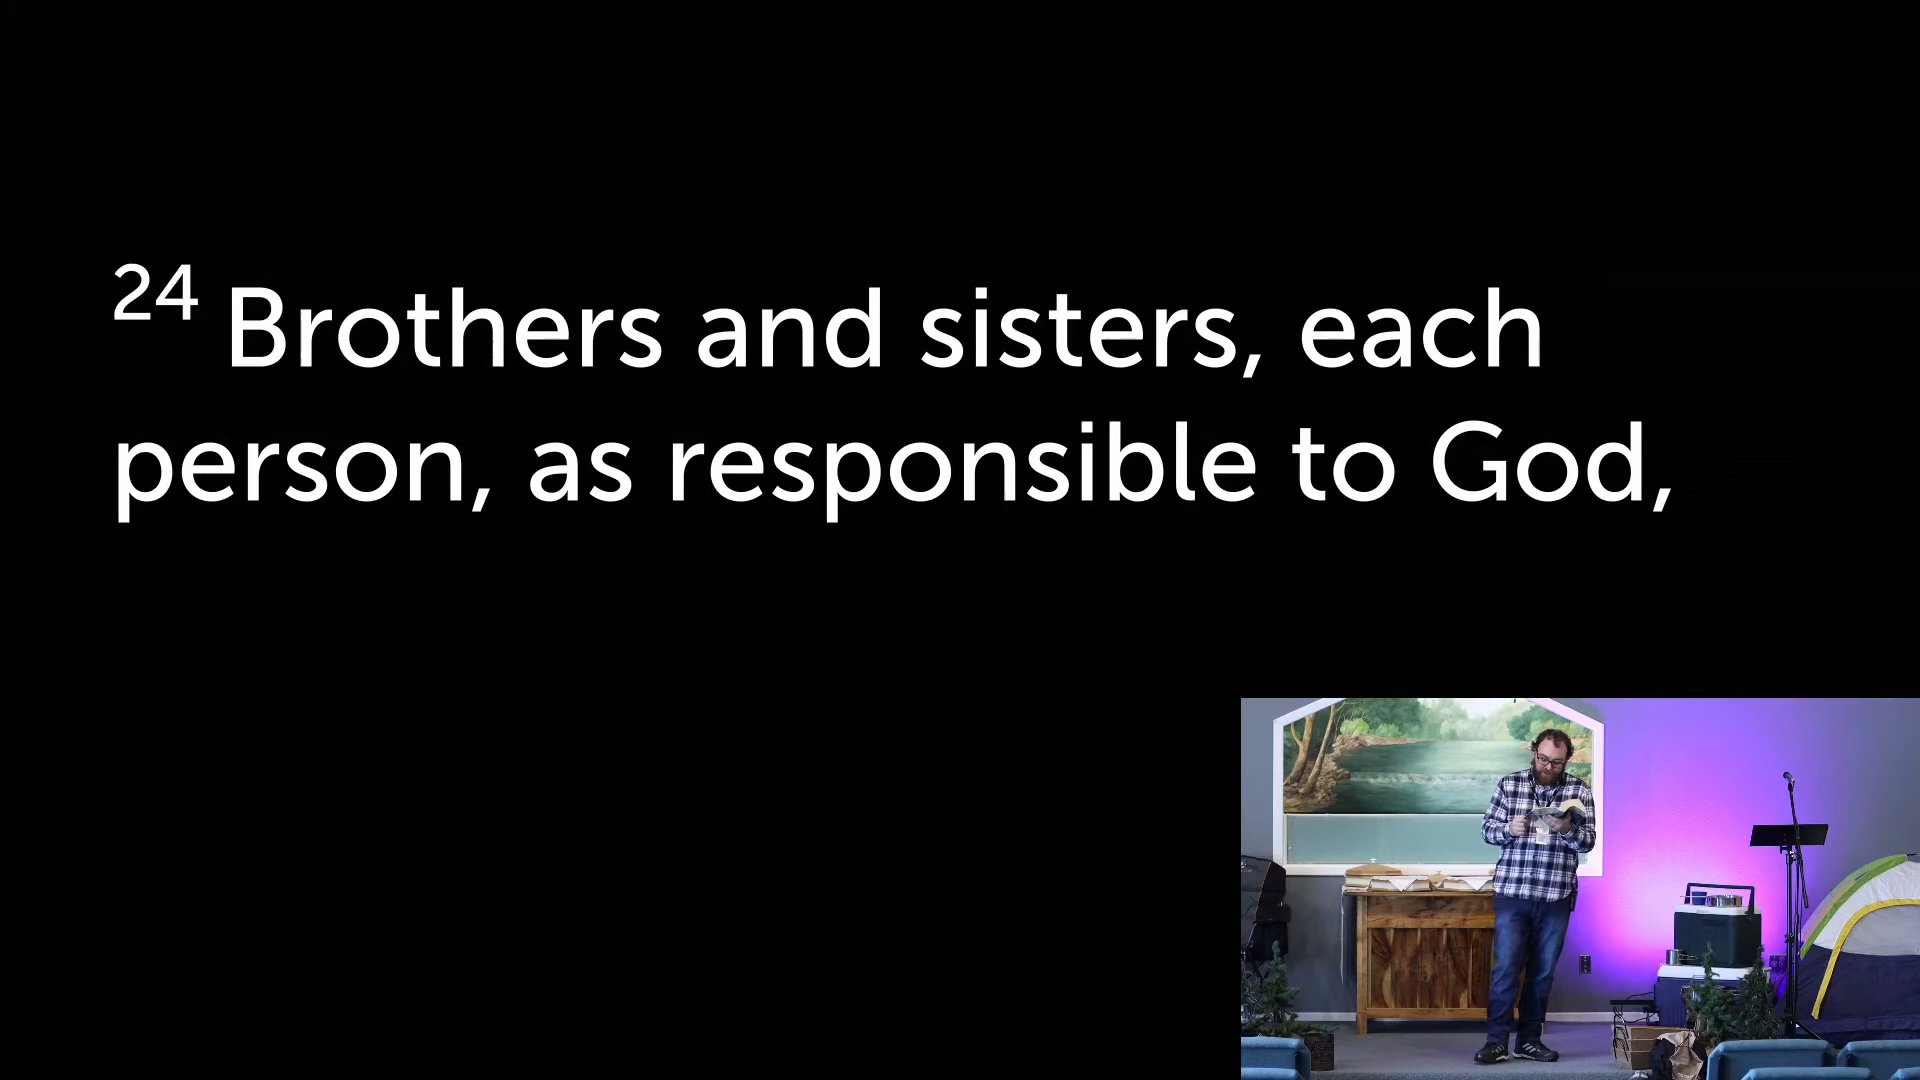 24 Brothers and sisters, each
person, as responsible to God,